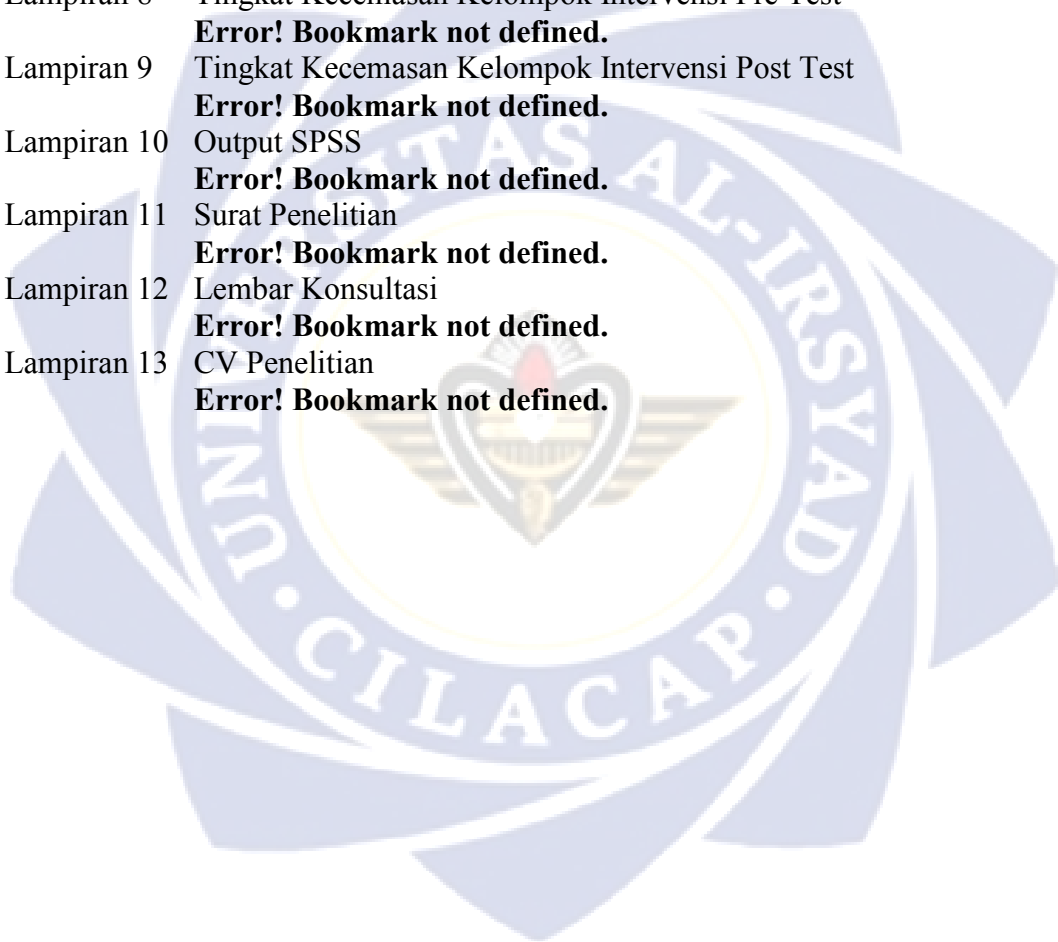 Lampiran 8 Tingkat Kecemasan Kelompok Intervensi Pre Test
Error! Bookmark not defined.
Lampiran 9 Tingkat Kecemasan Kelompok Intervensi Post Test
Error! Bookmark not defined.
Lampiran 10 Output SPSS
Error! Bookmark not defined.
Lampiran 11 Surat Penelitian
Error! Bookmark not defined.
Lampiran 12 Lembar Konsultasi
Error! Bookmark not defined.
Lampiran 13 CV Penelitian
Error! Bookmark not defined.
UNIVERSITAS AL-IRSYAD
CILACAP